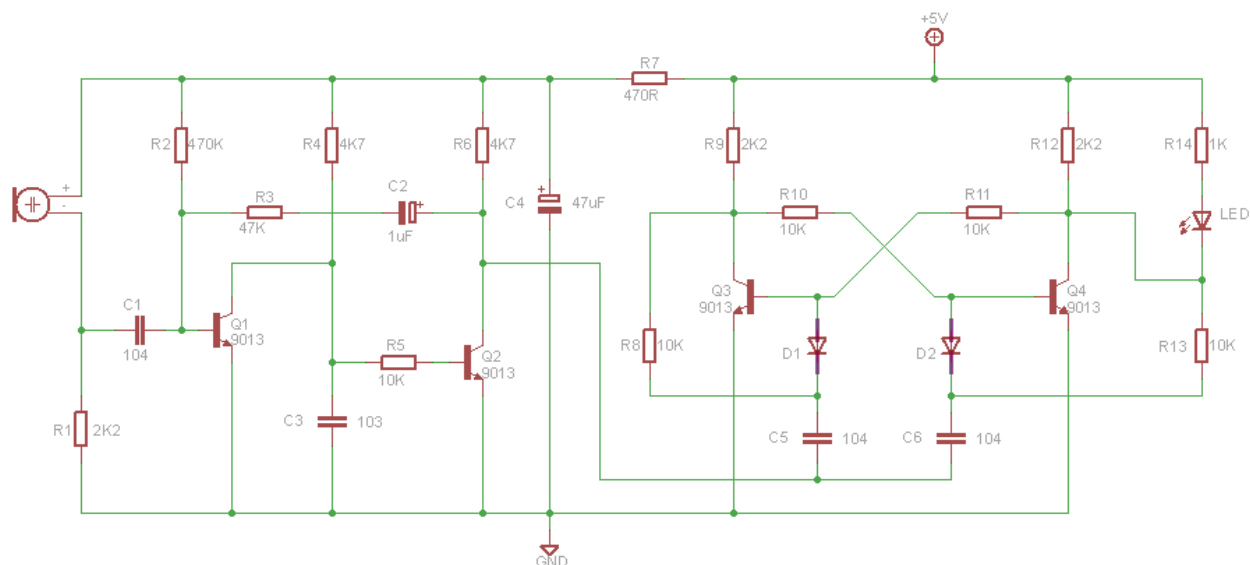 +5V
R7
470R
R2 470K
R4 4K7
R6 4K7
R9 2K2
R12 2K2
R14 1K
+
-
R3
47K
C2
+
1uF
C4
+
47uF
R10
10K
R11
10K
LED
C1
104
Q1
9013
R5
10K
Q2
9013
Q3
9013
Q4
9013
R8 10K
D1
D2
R13 10K
R1 2K2
C3 103
C5 104
C6 104
GND